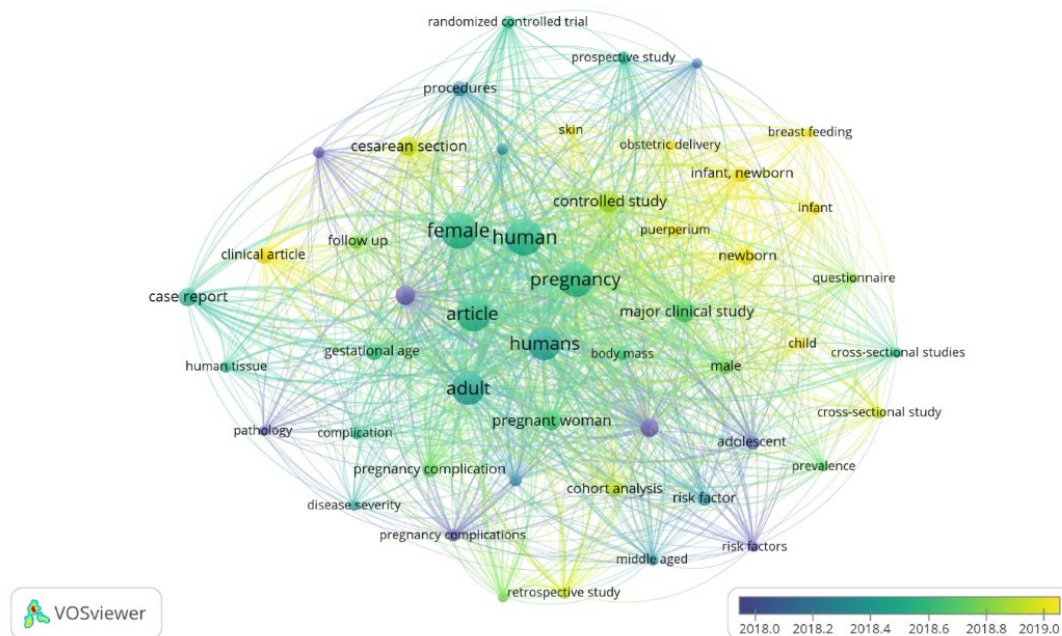 randomized controlled trial
prospective study
procedures
skin
breast feeding
cesarean section
obstetric delivery
infant, newborn
controlled study
infant
female
human
puerperium
follow up
clinical article
newborn
pregnancy
questionnaire
case report
article
major clinical study
humans
child
gestational age
body mass
cross-sectional studies
human tissue
male
adult
cross-sectional study
pregnant woman
pathology
complication
adolescent
pregnancy complication
prevalence
cohort analysis
risk factor
disease severity
pregnancy complications
risk factors
middle aged
retrospective study
VOSviewer
2018.0 2018.2 2018.4 2018.6 2018.8 2019.0